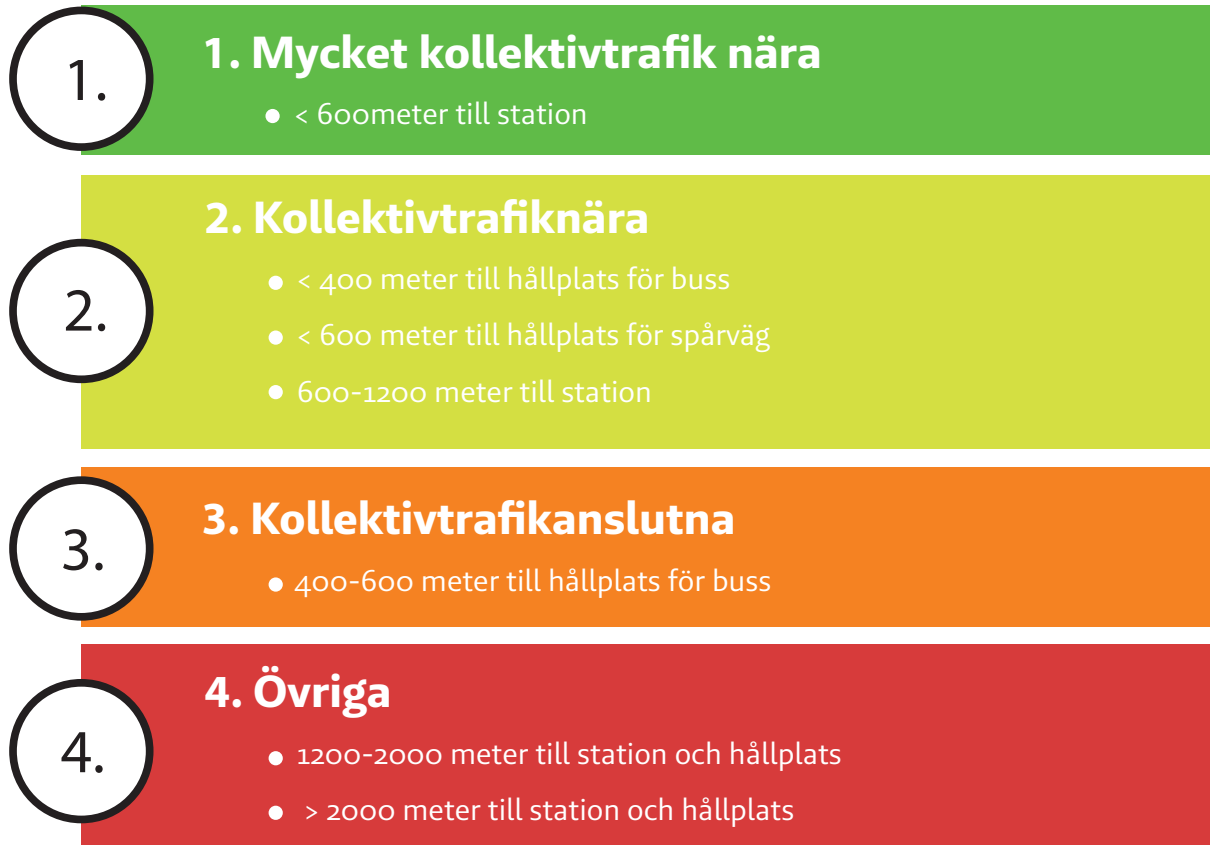 1.
1. Mycket kollektivtrafik nära
• < 600meter till station
2.
2. Kollektivtrafiknära
• < 400 meter till hållplats för buss
• < 600 meter till hållplats för spårväg
• 600-1200 meter till station
3.
3. Kollektivtrafikanslutna
• 400-600 meter till hållplats för buss
4.
4. Övriga
• 1200-2000 meter till station och hållplats
• > 2000 meter till station och hållplats